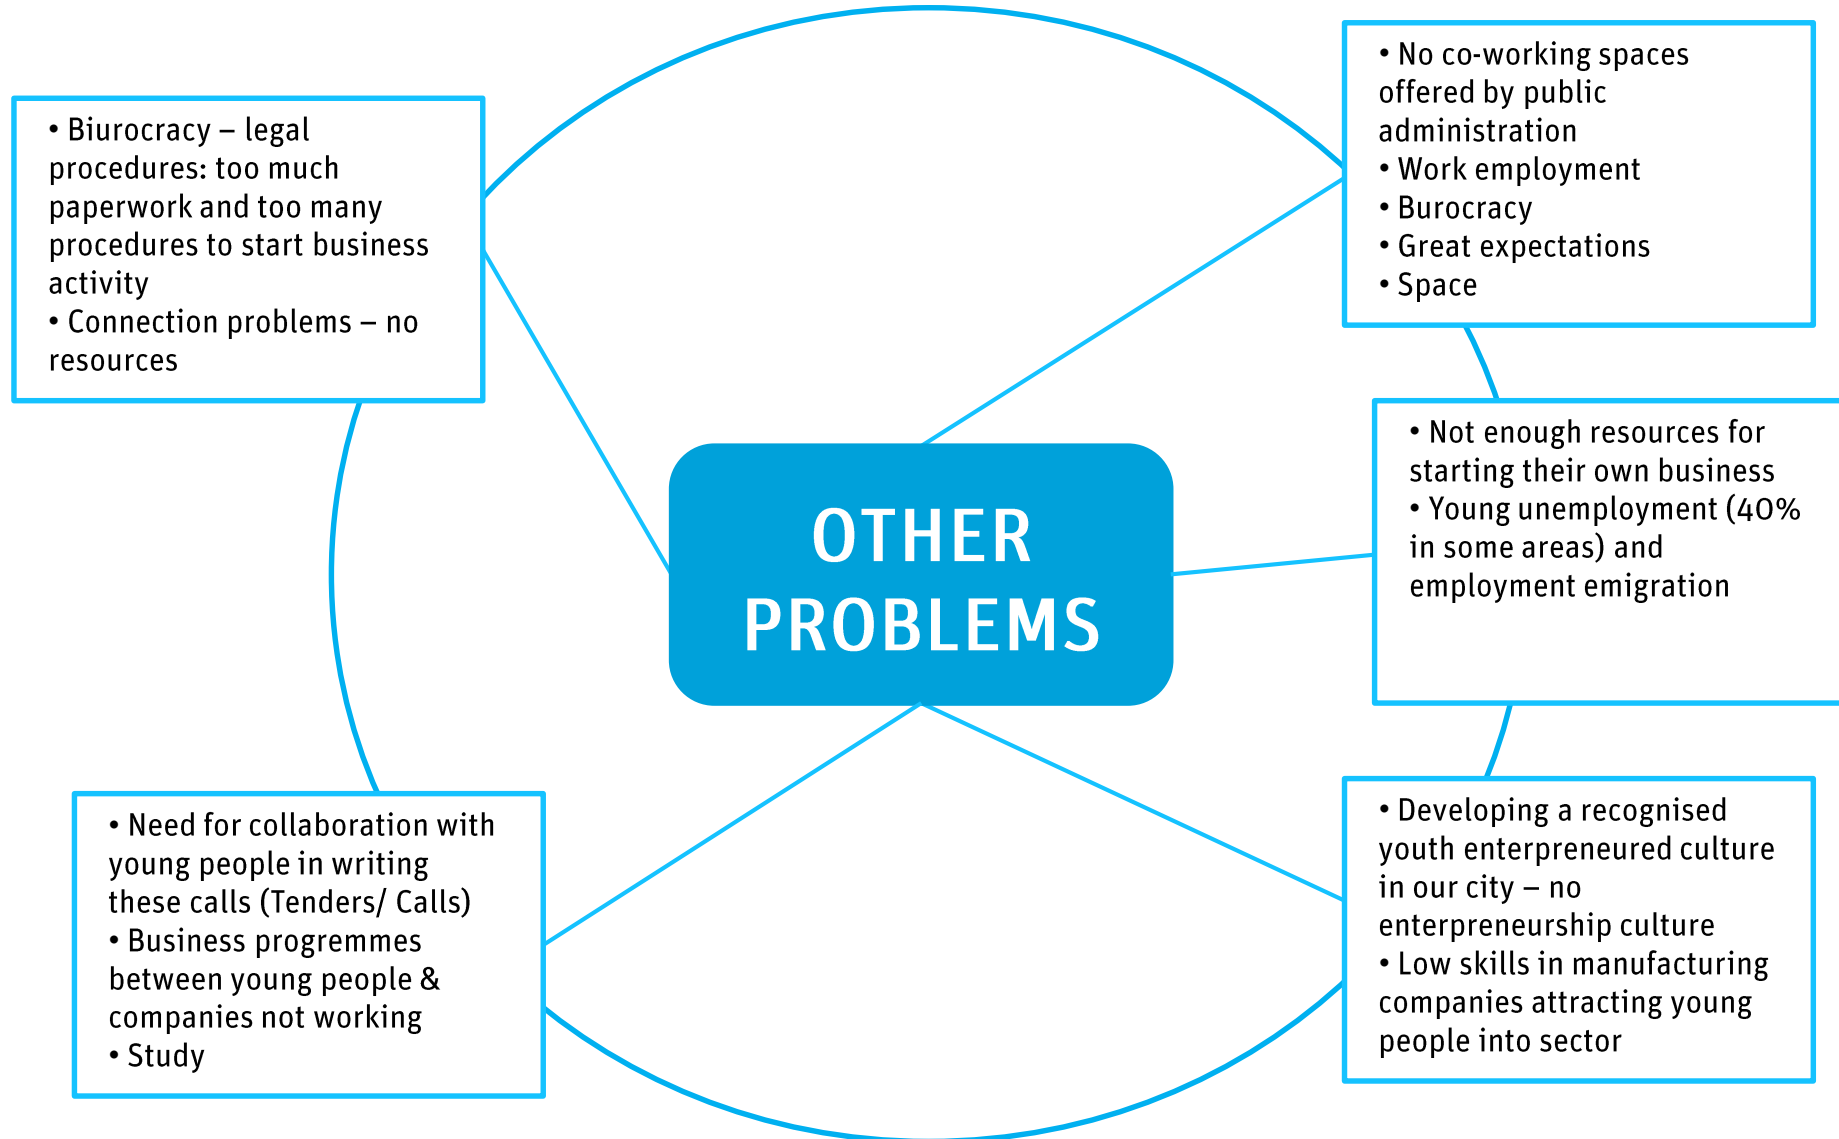 • Biurocracy – legal
procedures: too much
paperwork and too many
procedures to start business
activity
• Connection problems – no
resources
• No co-working spaces
offered by public
administration
• Work employment
• Burocracy
• Great expectations
• Space
OTHER
PROBLEMS
• Not enough resources for
starting their own business
• Young unemployment (40%
in some areas) and
employment emigration
• Need for collaboration with
young people in writing
these calls (Tenders/ Calls)
• Business progremmes
between young people &
companies not working
• Study
• Developing a recognised
youth enterpreneured culture
in our city – no
enterpreneurship culture
• Low skills in manufacturing
companies attracting young
people into sector